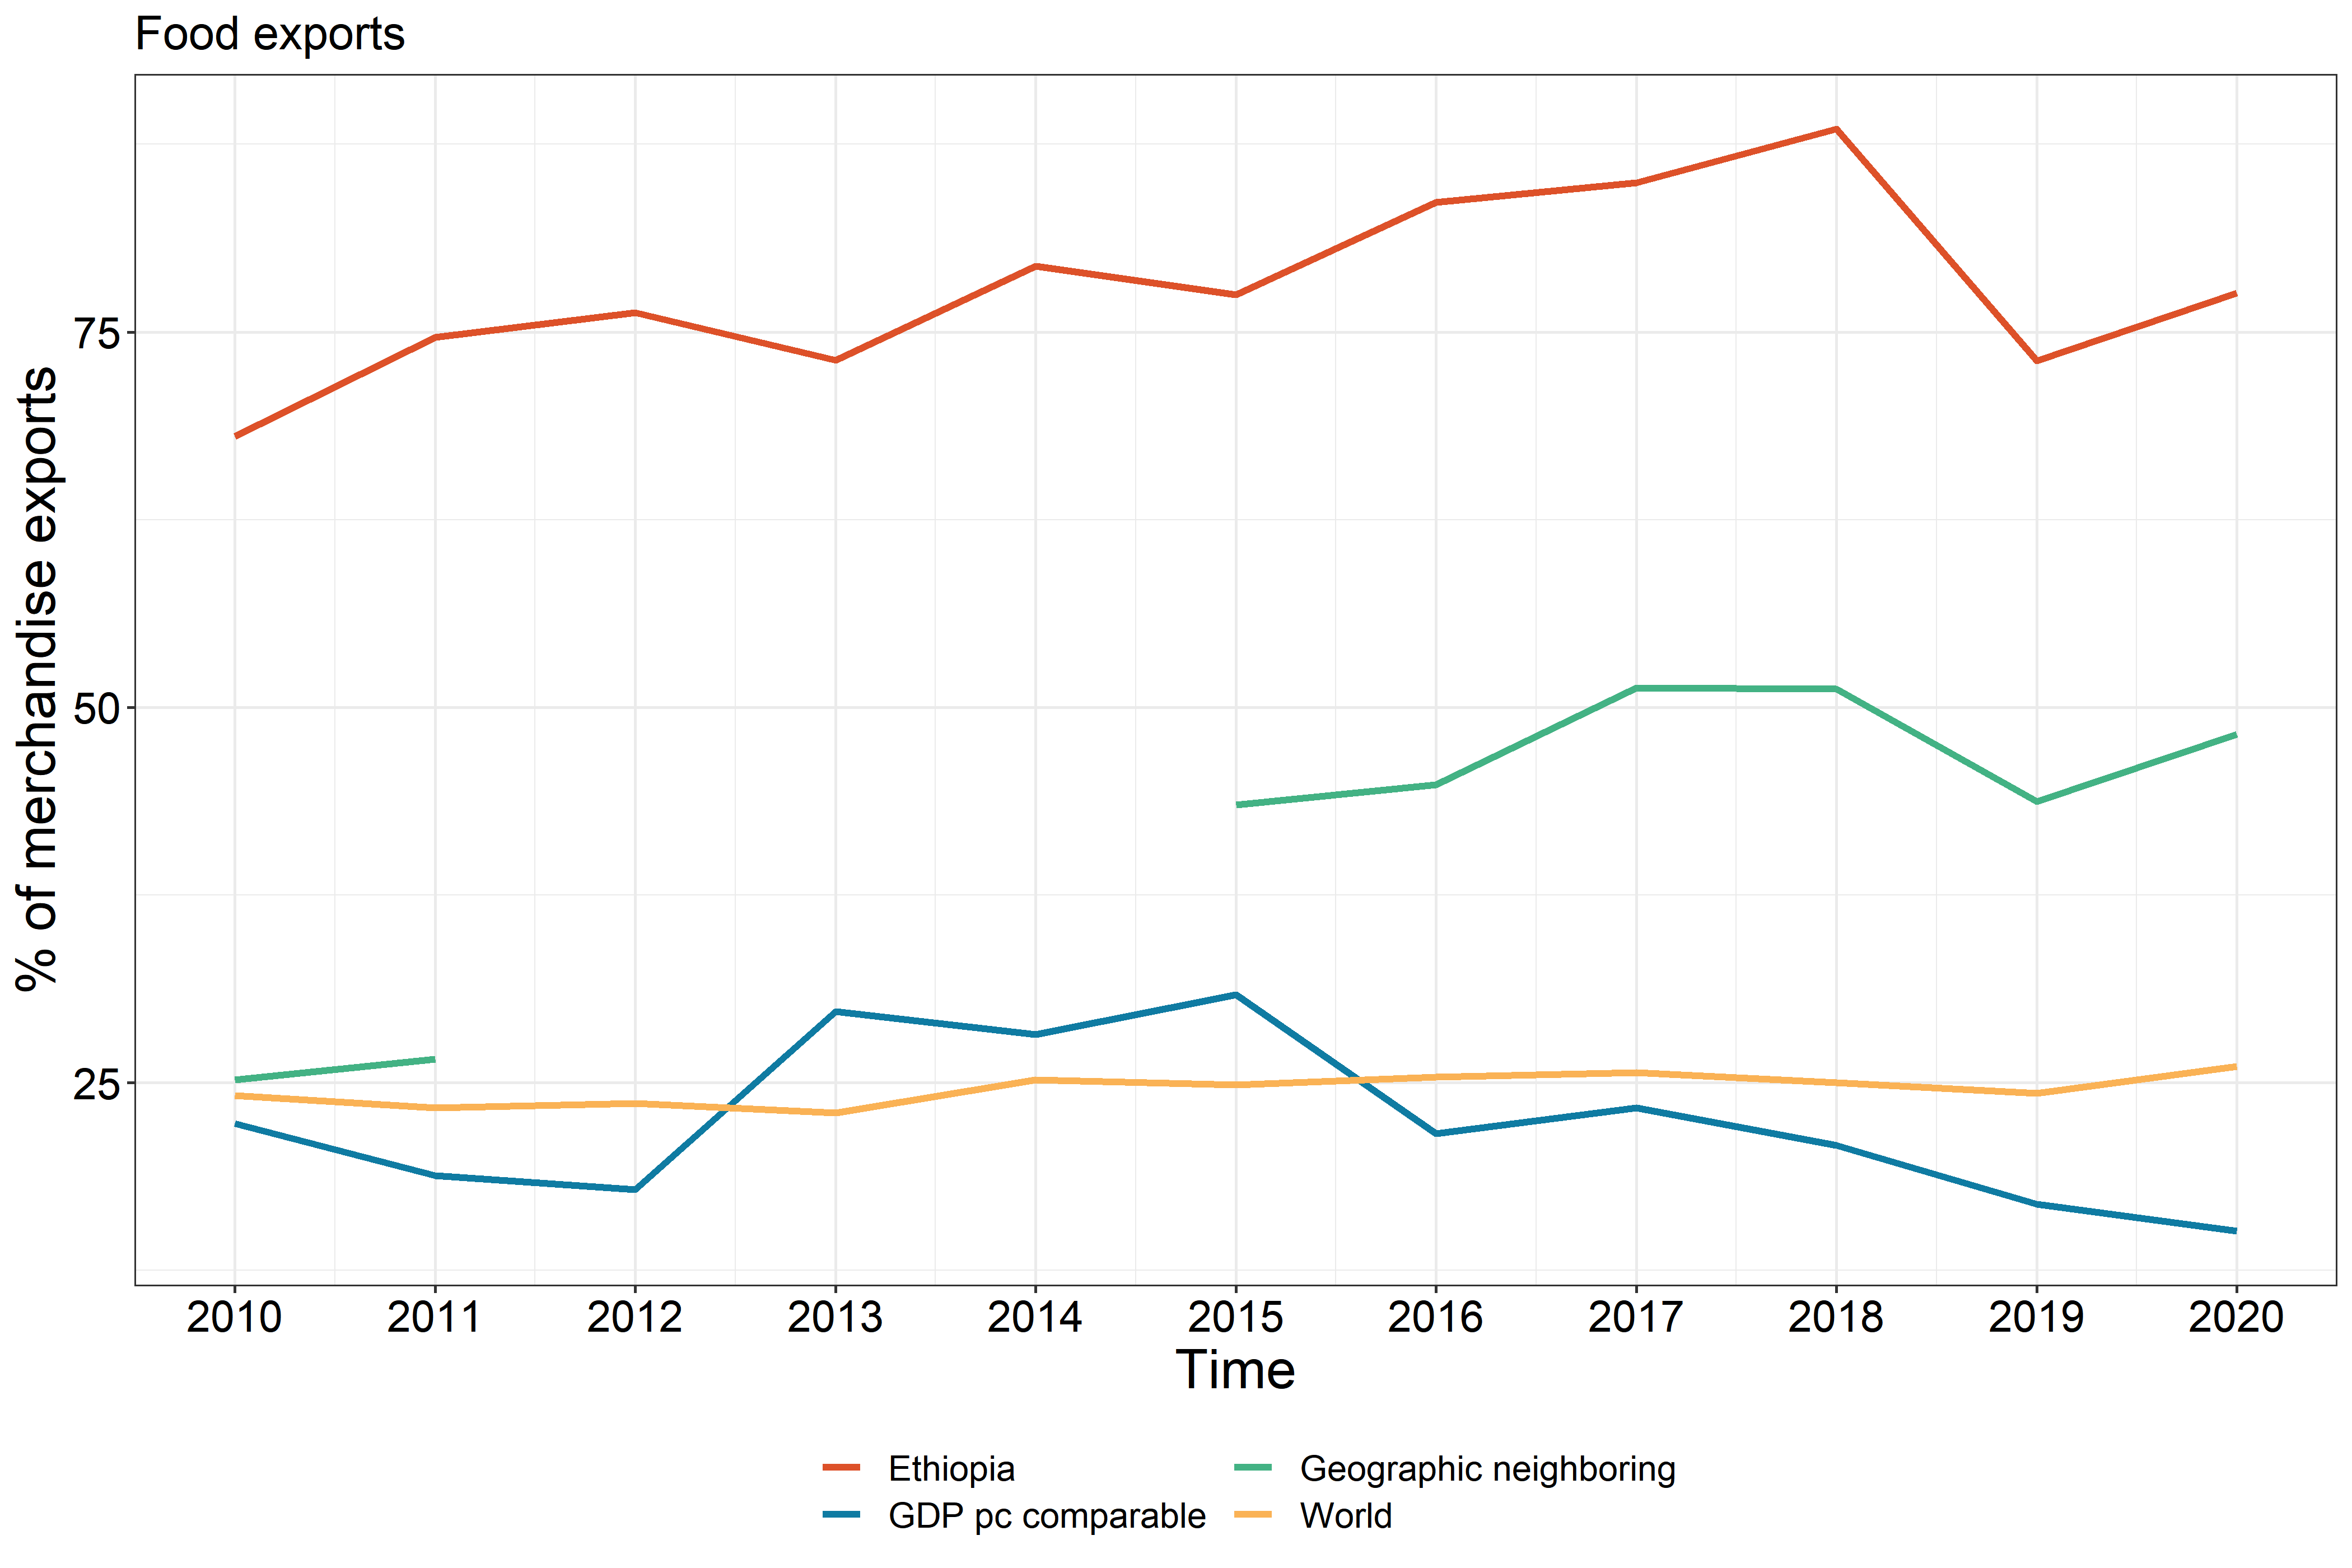 Food exports
% of merchandise exports
75
50
25
2010 2011 2012 2013 2014 2015 2016 2017 2018 2019 2020
Time
Ethiopia Geographic neighboring
GDP pc comparable World